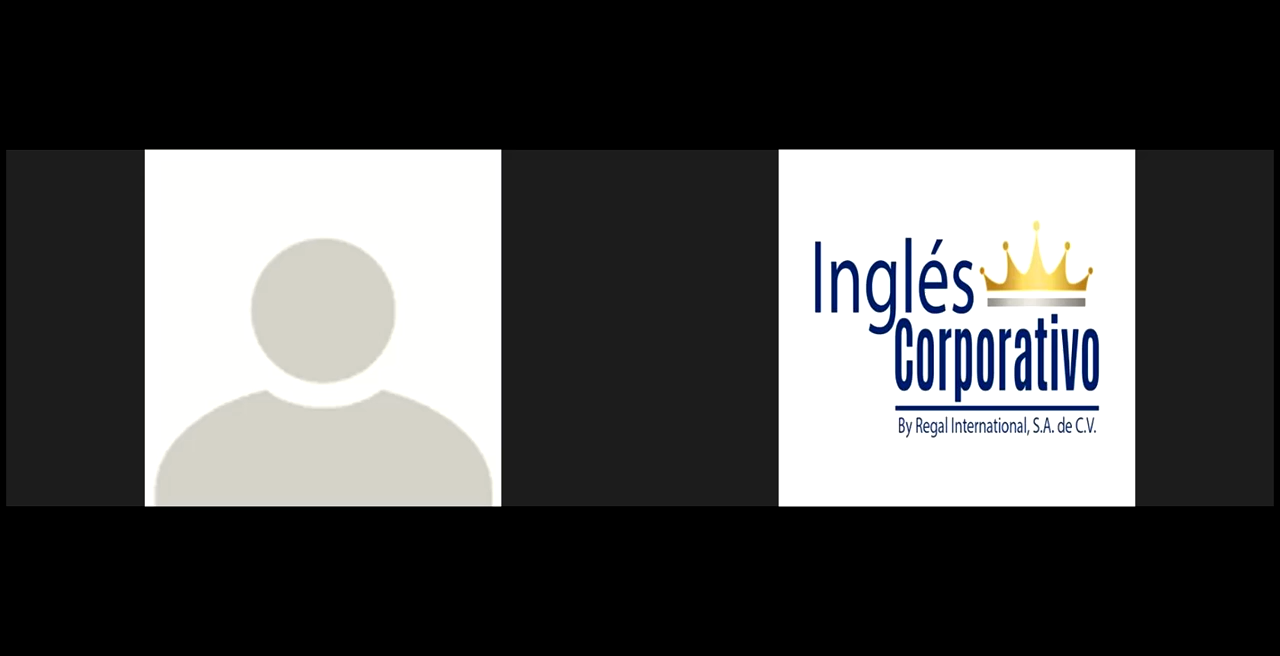 Inglés
Corporativo
By Regal International, S.A. de C.V.